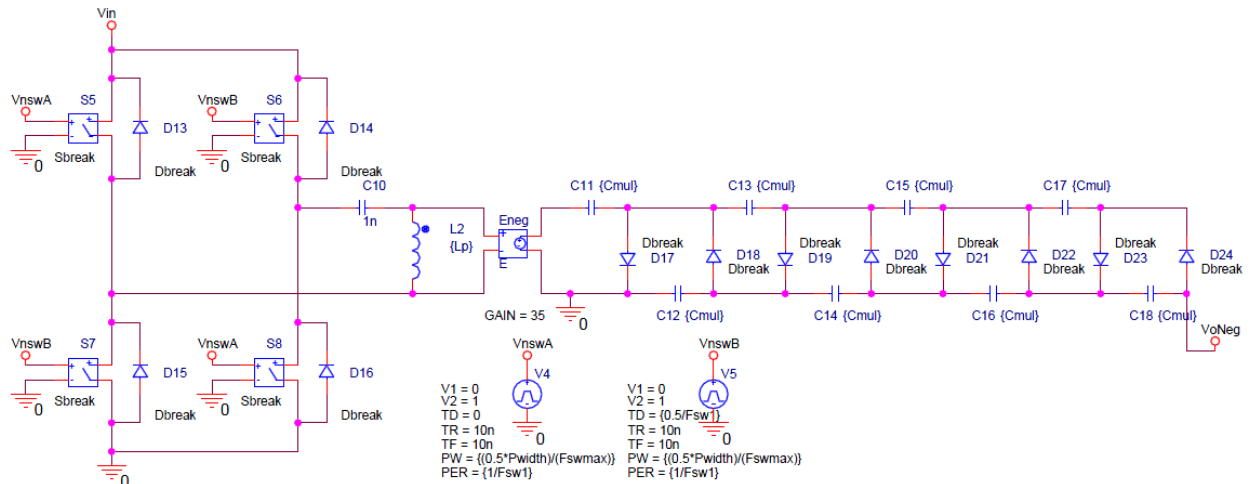 Vin
VnswA
S5
D13
0
Sbreak
Dbreak
VnswB
S6
D14
0
Sbreak
Dbreak
C10
1n
L2
{Lp}
Eneg
E
GAIN = 35
0
C11 {Cmul}
C13 {Cmul}
C15 {Cmul}
C17 {Cmul}
Dbreak
D17
D18
Dbreak
Dbreak
D19
D20
Dbreak
Dbreak
D21
D22
Dbreak
Dbreak
D23
D24
Dbreak
C12 {Cmul}
C14 {Cmul}
C16 {Cmul}
C18 {Cmul}
VoNeg
VnswB
S7
D15
0
Sbreak
Dbreak
VnswA
S8
D16
0
Sbreak
Dbreak
0
VnswA
V4
V1 = 0
V2 = 1
TD = 0
TR = 10n
TF = 10n
PW = {(0.5*Pwidth)/(Fswmax)}
PER = {1/Fsw1}
0
VnswB
V5
V1 = 0
V2 = 1
TD = {0.5/Fsw1}
TR = 10n
TF = 10n
PW = {(0.5*Pwidth)/(Fswmax)}
PER = {1/Fsw1}
0